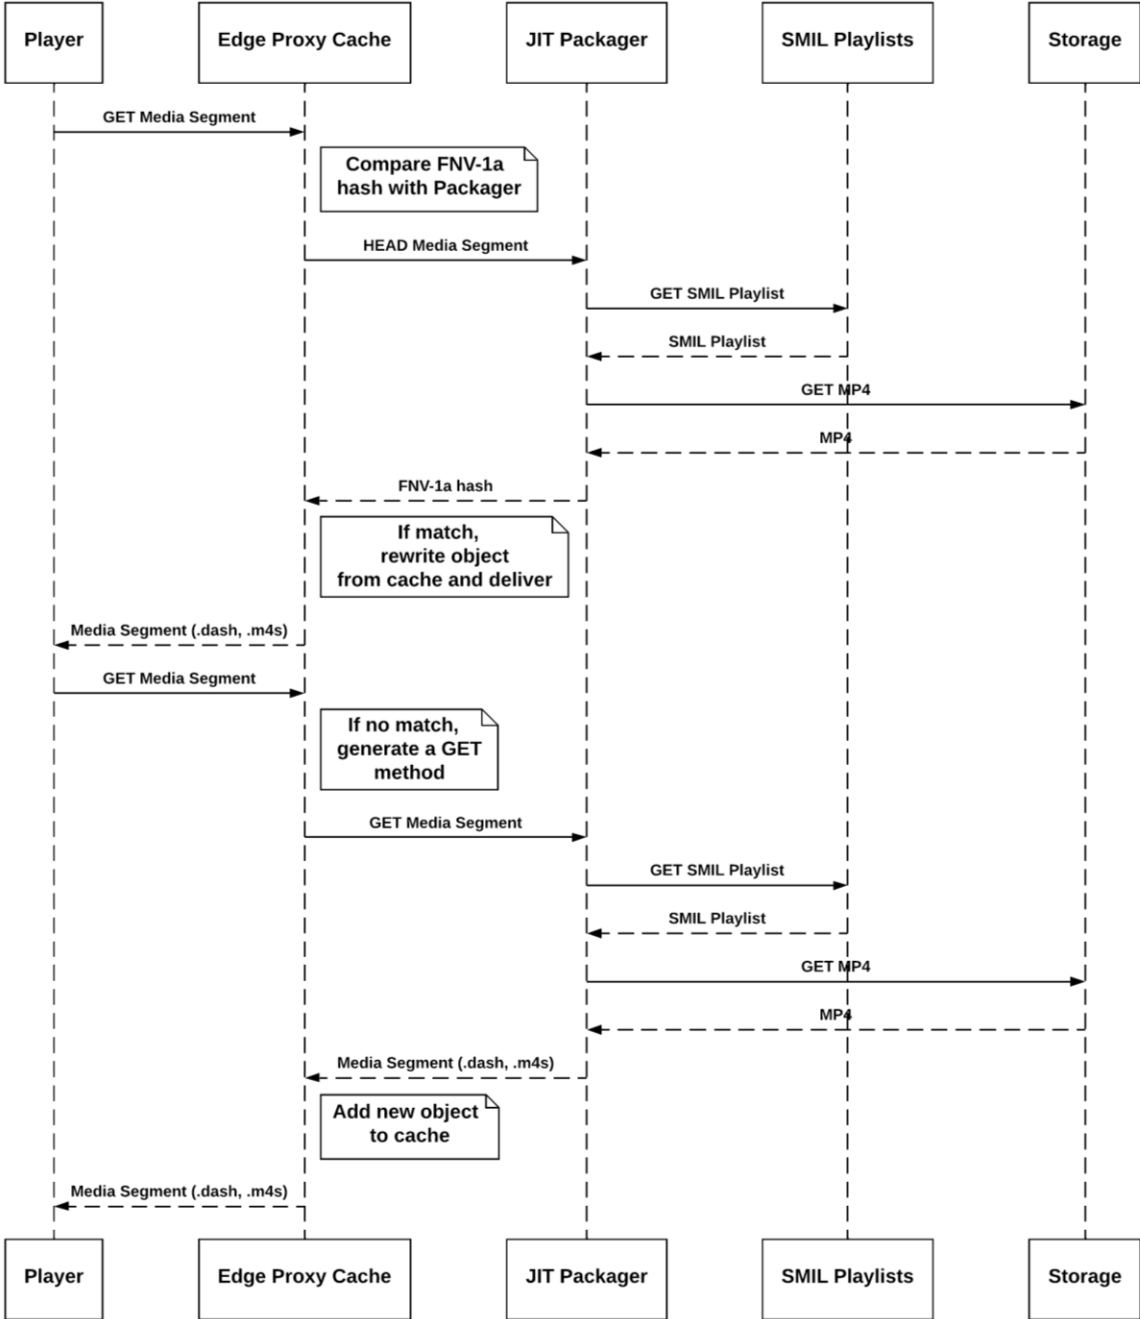 Player
Edge Proxy Cache
JIT Packager
SMIL Playlists
Storage
GET Media Segment
Compare FNV-1a
hash with Packager
HEAD Media Segment
GET SMIL Playlist
SMIL Playlist
GET MP4
MP4
FNV-1a hash
If match,
rewrite object
from cache and deliver
Media Segment (.dash, .m4s)
GET Media Segment
If no match,
generate a GET
method
GET Media Segment
GET SMIL Playlist
SMIL Playlist
GET MP4
MP4
Media Segment (.dash, .m4s)
Add new object
to cache
Media Segment (.dash, .m4s)
Player
Edge Proxy Cache
JIT Packager
SMIL Playlists
Storage